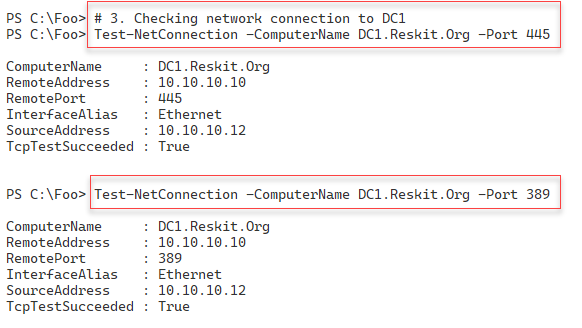 PS C:\Foo> # 3. Checking network connection to DC1
PS C:\Foo> Test-NetConnection -ComputerName DC1.Reskit.Org -Port 445
ComputerName     : DC1.Reskit.Org
RemoteAddress    : 10.10.10.10
RemotePort       : 445
InterfaceAlias   : Ethernet
SourceAddress    : 10.10.10.12
TcpTestSucceeded : True
PS C:\Foo> Test-NetConnection -ComputerName DC1.Reskit.Org -Port 389
ComputerName     : DC1.Reskit.Org
RemoteAddress    : 10.10.10.10
RemotePort       : 389
InterfaceAlias   : Ethernet
SourceAddress    : 10.10.10.12
TcpTestSucceeded : True